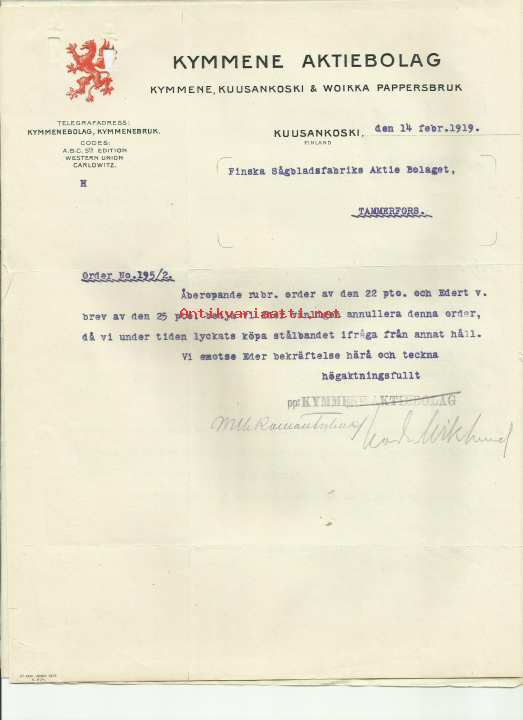 KYMMENE AKTIEBOLAG
KYMMENE, KUUSANKOSKI & WOIKKA PAPPERSBRUK
TELEGRAFADRESS:
KYMMENEBOLAG, KYMMENEBRUK.
CODES:
A.B.C. 5TH EDITION
WESTERN UNION
CARLOWITZ.
H
KUUSANKOSKI, den 14 febr. 1919.
FINLAND
Finska Sågbladsfabriks Aktie Bolaget,
TAMMERFORS.
Order No. 195/2.
Åberopande rubr. order av den 22 pto. och Edert v.
brev av den 25 annullera denna order,
Antikvariaatti.net
då vi under tiden lyckats köpa stålbandet ifråga från annat håll.
Vi emotse Eder bekräftelse härå och teckna
högaktningsfullt
pp: KYMMENE AKTIEBOLAG